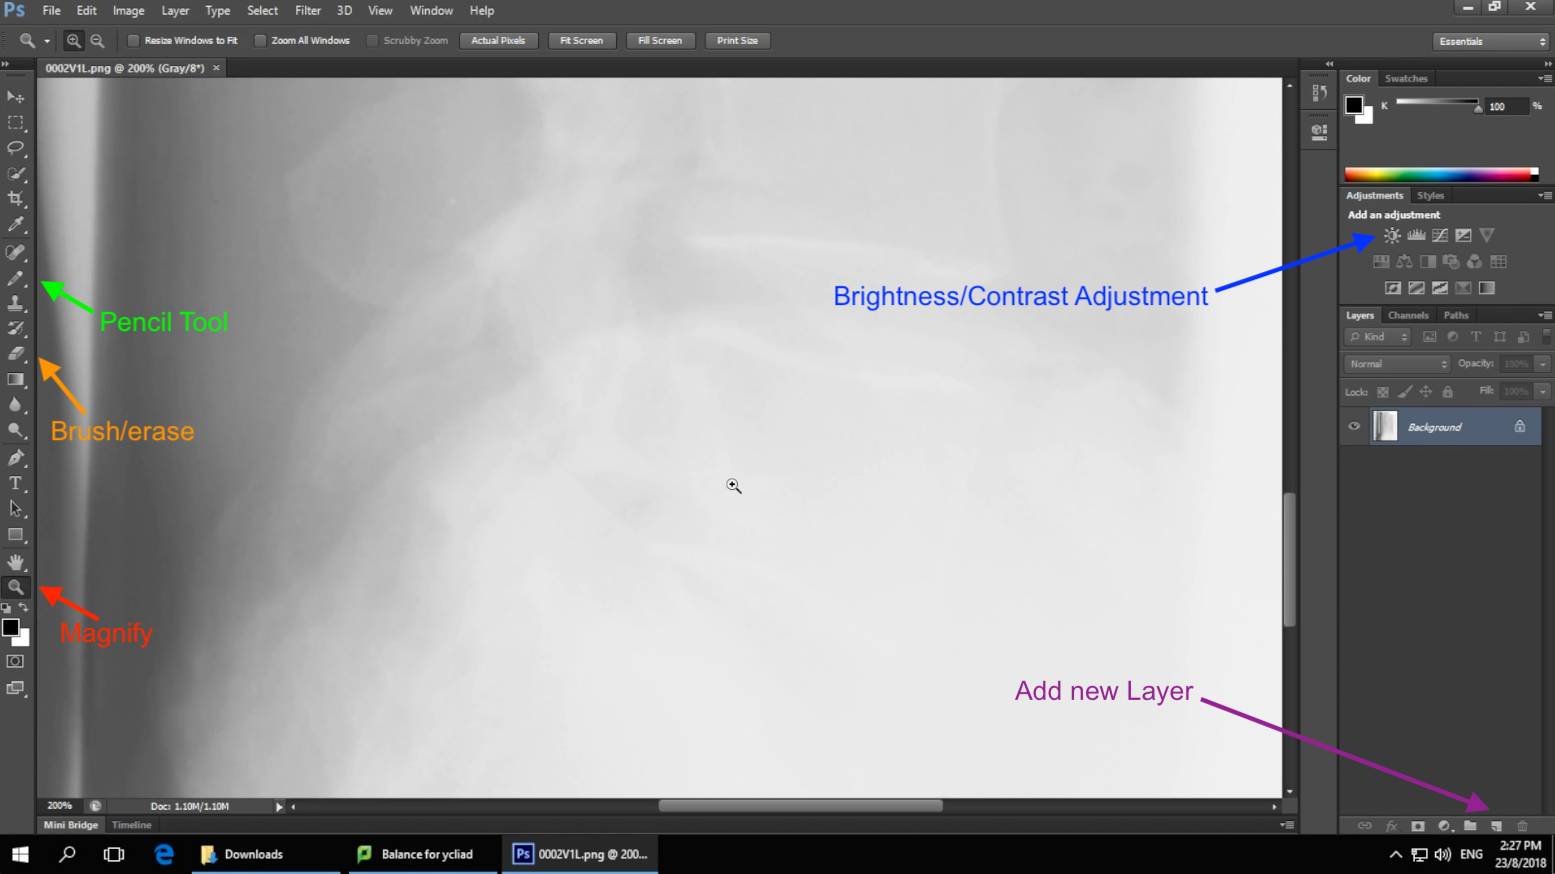 Ps File Edit Image Layer Type Select Filter 3D View Window Help
Resize Windows to Fit Zoom All Windows Scrubby Zoom Actual Pixels Fit Screen Fill Screen Print Size Essentials
0002V1L.png @ 200% (Gray/8*) ×
Color Swatches
K 100 %
Adjustments Styles
Add an adjustment
Brightness/Contrast Adjustment
Pencil Tool
Layers Channels Paths
Kind
Normal Opacity: 100%
Lock: Fill: 100%
Background
Brush/erase
T
Magnify
Add new Layer
200% Doc: 1.10M/1.10M
fx
Mini Bridge Timeline
Downloads Balance for ycliad Ps 0002V1L.png @ 200... ENG 2:27 PM
23/8/2018